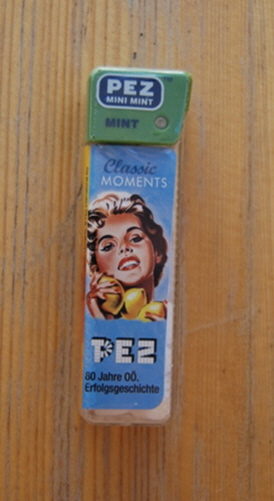 PEZ
MINI MINT
MINT
Classic
MOMENTS
PEZ
80 Jahre OÖ.
Erfolgsgeschichte